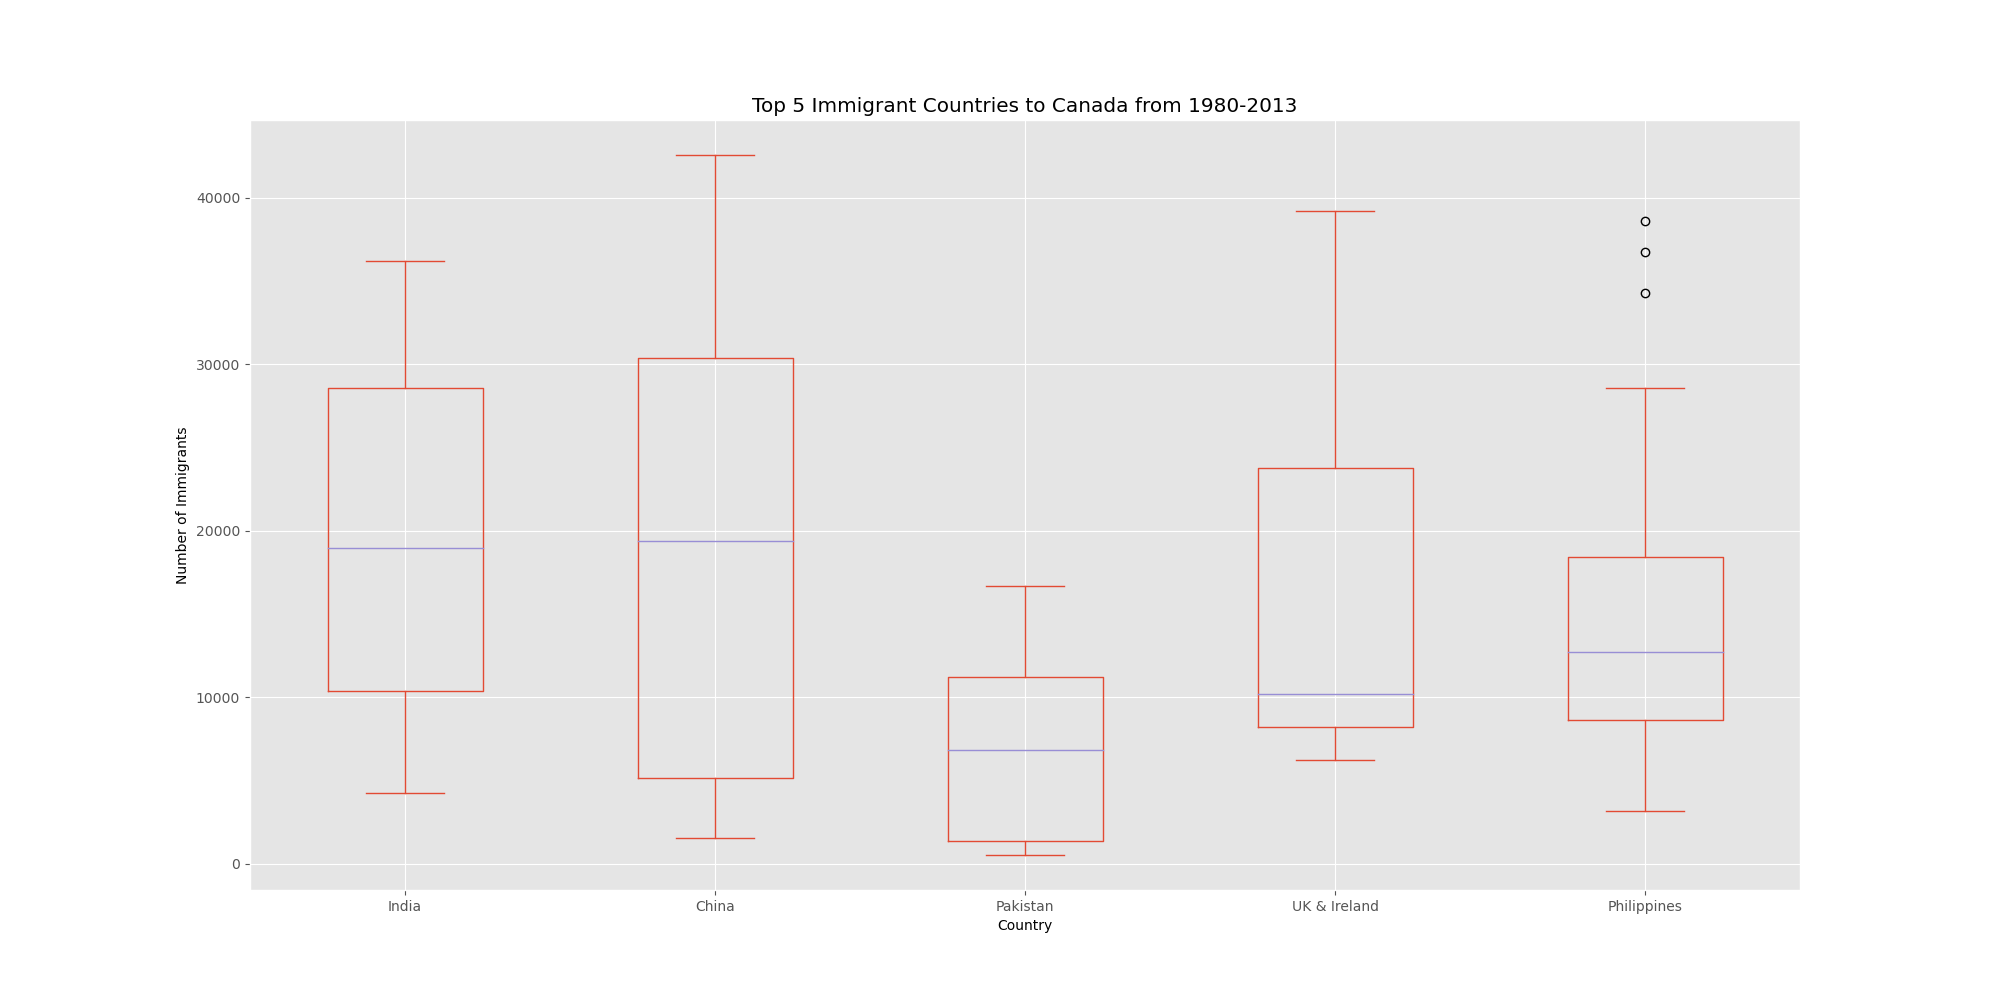 Top 5 Immigrant Countries to Canada from 1980-2013
Number of Immigrants
40000
30000
20000
10000
0
India
China
Pakistan
UK & Ireland
Philippines
Country